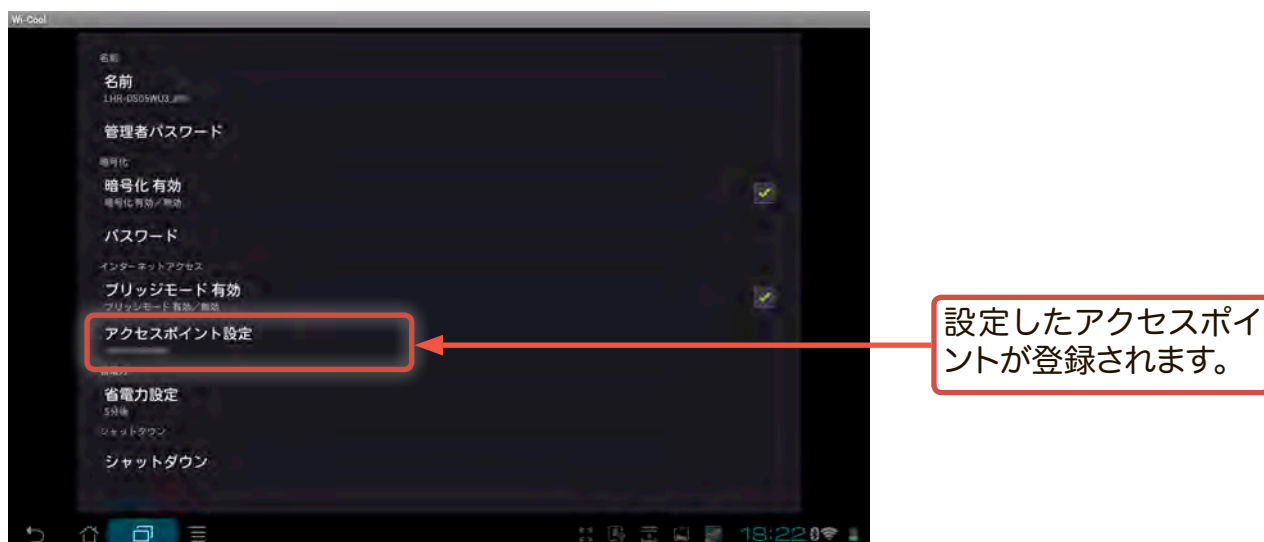 Wi-Cool
名前
名前
管理者パスワード
暗号化
暗号化 有効
暗号化有効／無効
パスワード
インターネットアクセス
ブリッジモード 有効
ブリッジモード 有効／無効
アクセスポイント設定
省電力
省電力設定
5分後
シャットダウン
シャットダウン
18:22
設定したアクセスポイ
ントが登録されます。